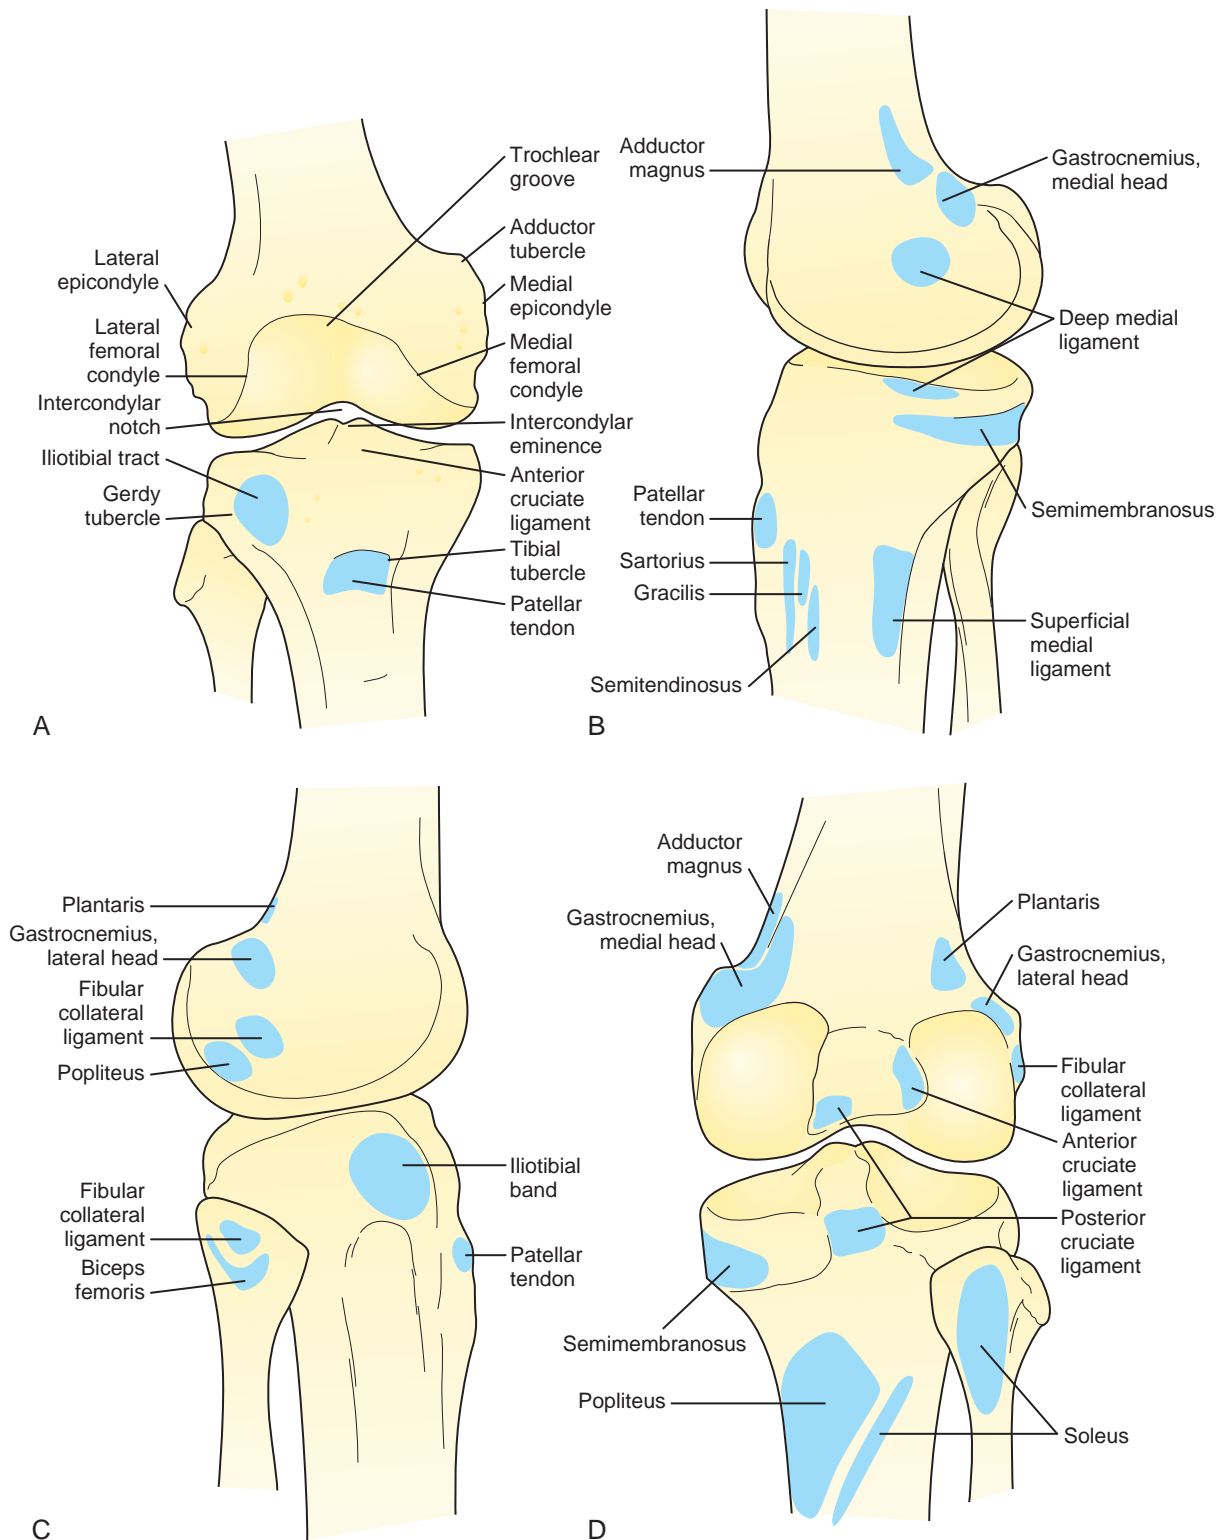 Trochlear
groove
Adductor
tubercle
Medial
epicondyle
Medial
femoral
condyle
Intercondylar
eminence
Anterior
cruciate
ligament
Tibial
tubercle
Patellar
tendon
Lateral
epicondyle
Lateral
femoral
condyle
Intercondylar
notch
Iliotibial tract
Gerdy
tubercle
A
Adductor
magnus
Gastrocnemius,
medial head
Deep medial
ligament
Semimembranosus
Patellar
tendon
Sartorius
Gracilis
Semitendinosus
Superficial
medial
ligament
B
Plantaris
Gastrocnemius,
lateral head
Fibular
collateral
ligament
Popliteus
Fibular
collateral
ligament
Biceps
femoris
Iliotibial
band
Patellar
tendon
C
Adductor
magnus
Gastrocnemius,
medial head
Plantaris
Gastrocnemius,
lateral head
Fibular
collateral
ligament
Anterior
cruciate
ligament
Posterior
cruciate
ligament
Semimembranosus
Popliteus
Soleus
D